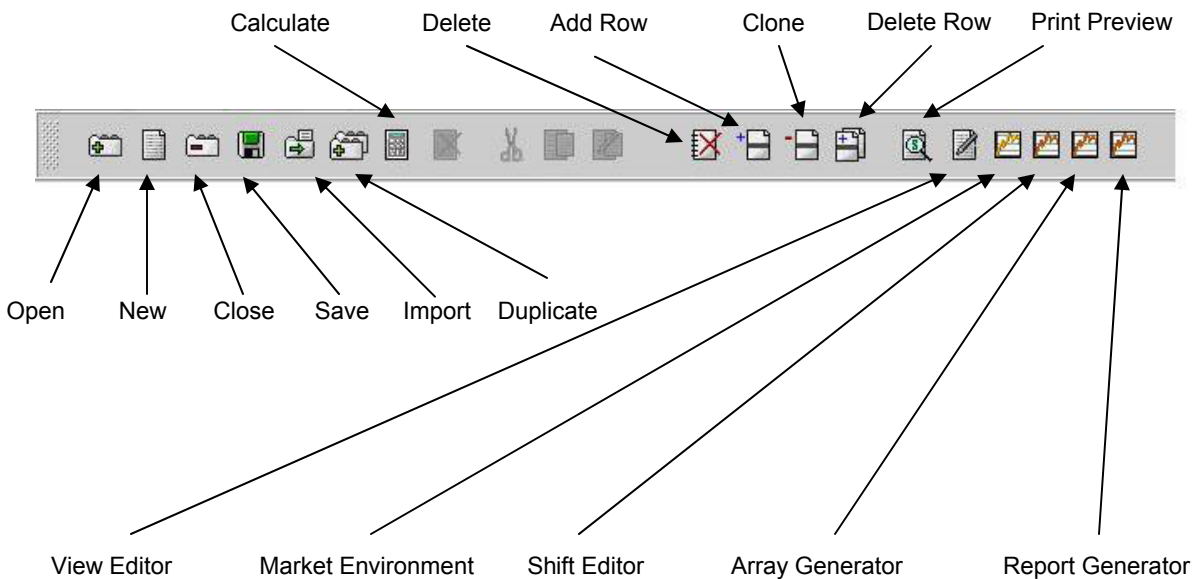 Calculate Delete Add Row Clone Delete Row Print Preview
Open New Close Save Import Duplicate
View Editor Market Environment Shift Editor Array Generator Report Generator